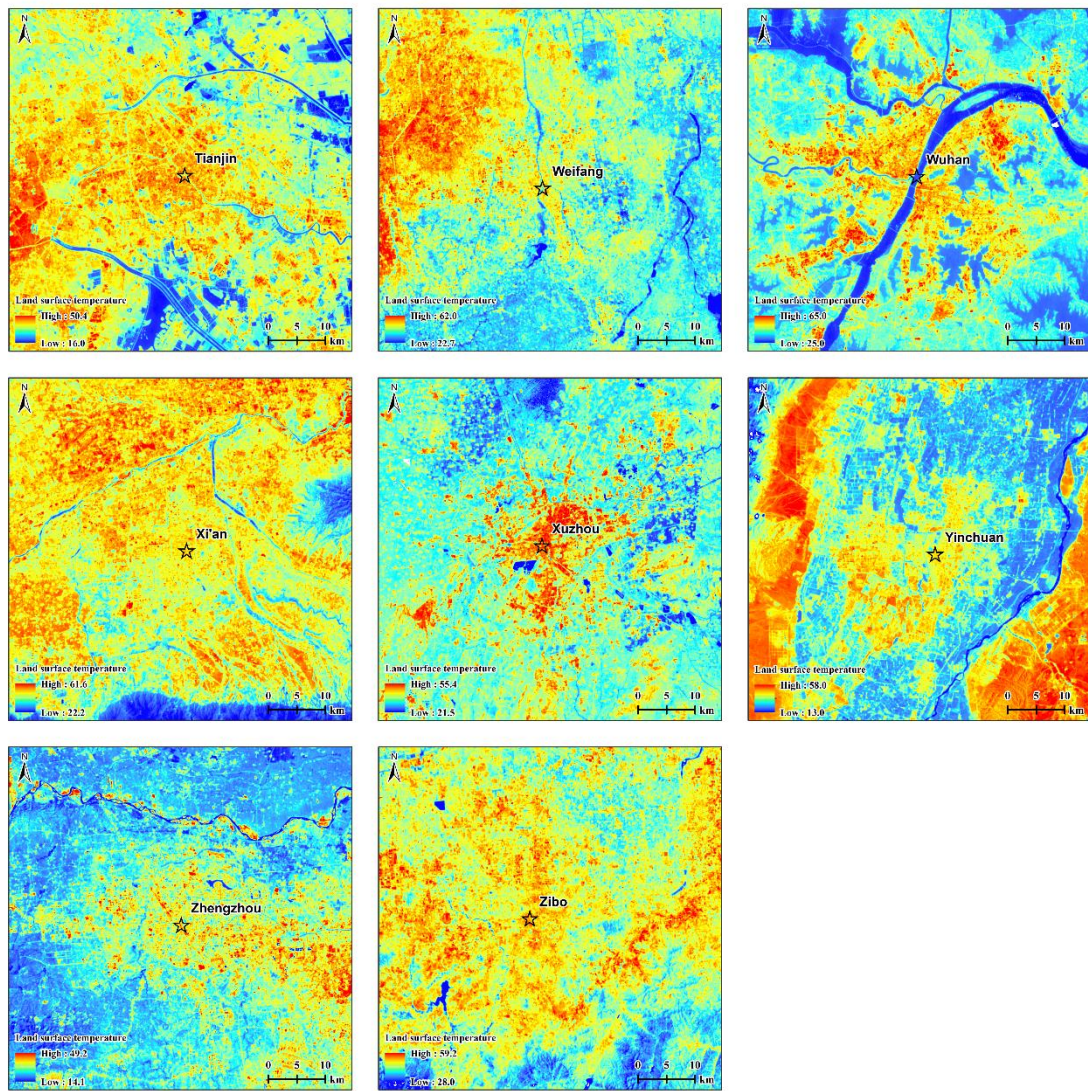 N
Tianjin
Land surface temperature
High : 50.4
Low : 16.0
0 5 10
km
N
Weifang
Land surface temperature
High : 62.0
Low : 22.7
0 5 10
km
N
Wuhan
Land surface temperature
High : 65.0
Low : 25.0
0 5 10
km
N
Xi'an
Land surface temperature
High : 61.6
Low : 22.2
0 5 10
km
N
Xuzhou
Land surface temperature
High : 55.4
Low : 21.5
0 5 10
km
N
Yinchuan
Land surface temperature
High : 58.0
Low : 13.0
0 5 10
km
N
Zhengzhou
Land surface temperature
High : 49.2
Low : 14.1
0 5 10
km
N
Zibo
Land surface temperature
High : 59.2
Low : 28.0
0 5 10
km